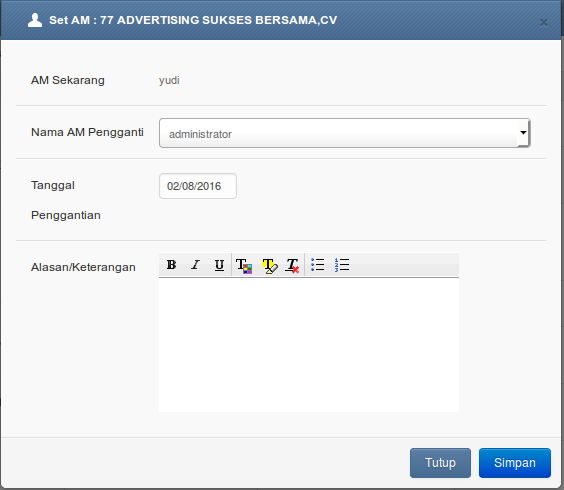 Set AM : 77 ADVERTISING SUKSES BERSAMA,CV ×
AM Sekarang yudi
Nama AM Pengganti administrator
Tanggal 02/08/2016
Penggantian
Alasan/Keterangan B I U T T T
Tutup Simpan